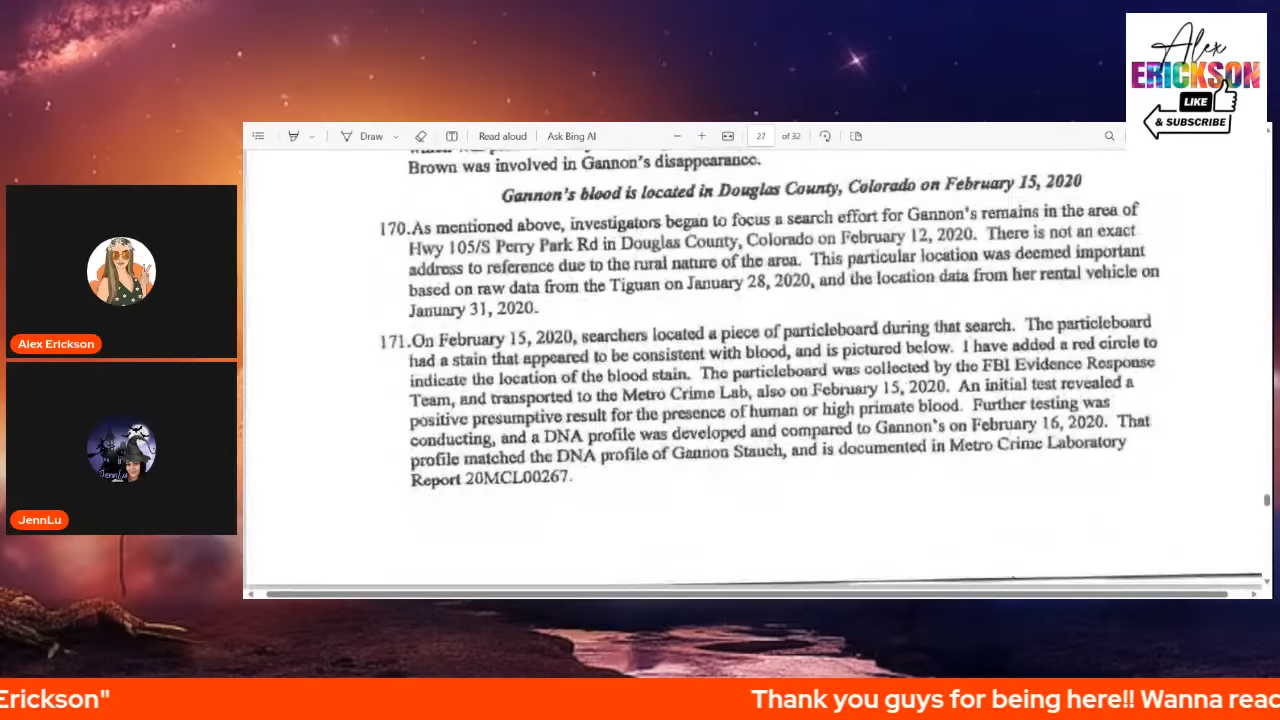 Alex
ERICKSON
LIKE
& SUBSCRIBE
Draw
Read aloud
Ask Bing AI
27
of 32
Brown was involved in Gannon's disappearance.
Gannon's blood is located in Douglas County, Colorado on February 15, 2020
170.As mentioned above, investigators began to focus a search effort for Gannon's remains in the area of
Hwy 105/S Perry Park Rd in Douglas County, Colorado on February 12, 2020. There is not an exact
address to reference due to the rural nature of the area. This particular location was deemed important
based on raw data from the Tiguan on January 28, 2020, and the location data from her rental vehicle on
January 31, 2020.
171.On February 15, 2020, searchers located a piece of particleboard during that search. The particleboard
had a stain that appeared to be consistent with blood, and is pictured below. I have added a red circle to
indicate the location of the blood stain. The particleboard was collected by the FBI Evidence Response
Team, and transported to the Metro Crime Lab, also on February 15, 2020. An initial test revealed a
positive presumptive result for the presence of human or high primate blood. Further testing was
conducting, and a DNA profile was developed and compared to Gannon's on February 16, 2020. That
profile matched the DNA profile of Gannon Stauch, and is documented in Metro Crime Laboratory
Report 20MCL00267.
Alex Erickson
JennLu
JennLu
Erickson"
Thank you guys for being here!! Wanna reac